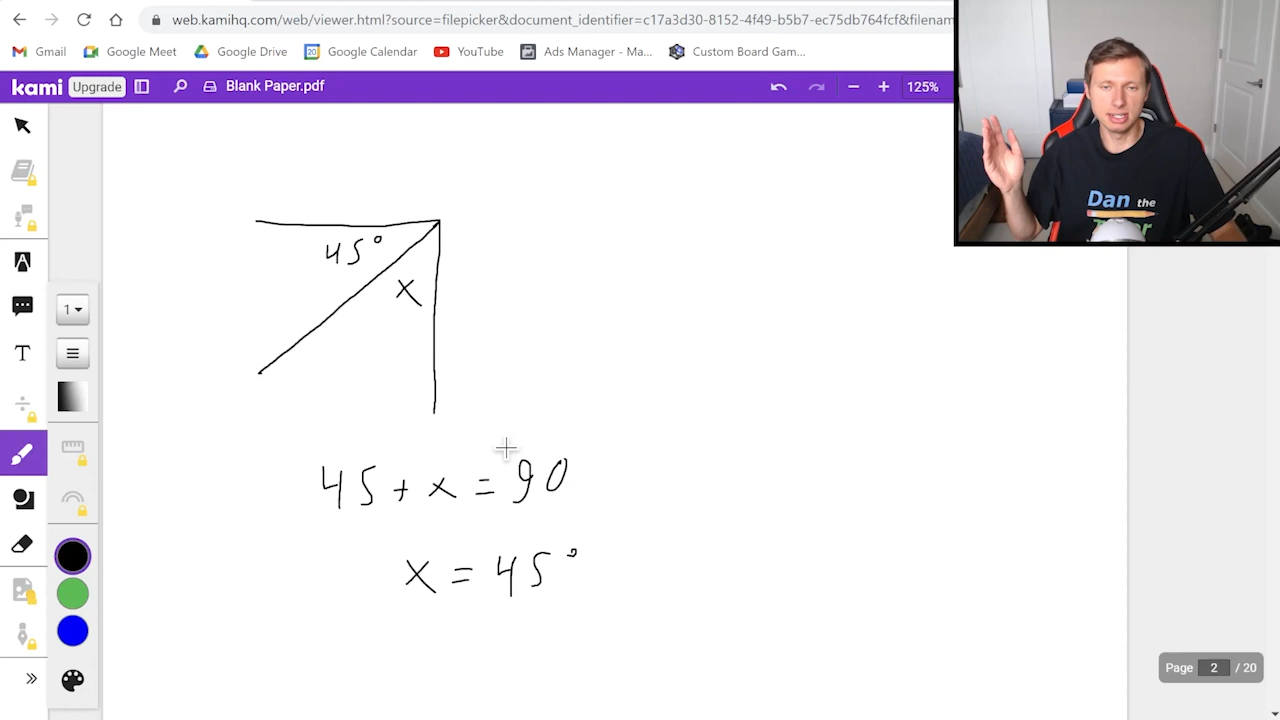 web.kamihq.com/web/viewer.html?source=filepicker&document_identifier=c17a3d30-8152-4f49-b5b7-ec75db764fcf&filenam
Gmail Google Meet Google Drive Google Calendar YouTube Ads Manager - Ma... Custom Board Gam...
kami Upgrade Blank Paper.pdf 125%
Dan the
45°
x
1
45 + x = 90
x = 45°
Page 2 / 20